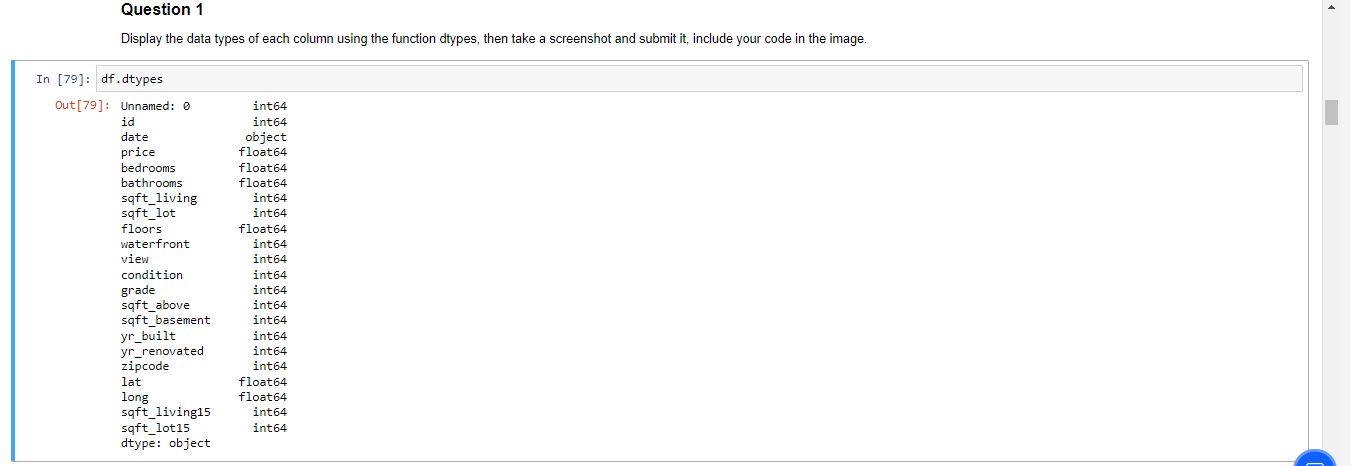 Question 1
Display the data types of each column using the function dtypes, then take a screenshot and submit it, include your code in the image.
In [79]: df.dtypes
Out[79]: Unnamed: 0 int64
id int64
date object
price float64
bedrooms float64
bathrooms float64
sqft_living int64
sqft_lot int64
floors float64
waterfront int64
view int64
condition int64
grade int64
sqft_above int64
sqft_basement int64
yr_built int64
yr_renovated int64
zipcode int64
lat float64
long float64
sqft_living15 int64
sqft_lot15 int64
dtype: object